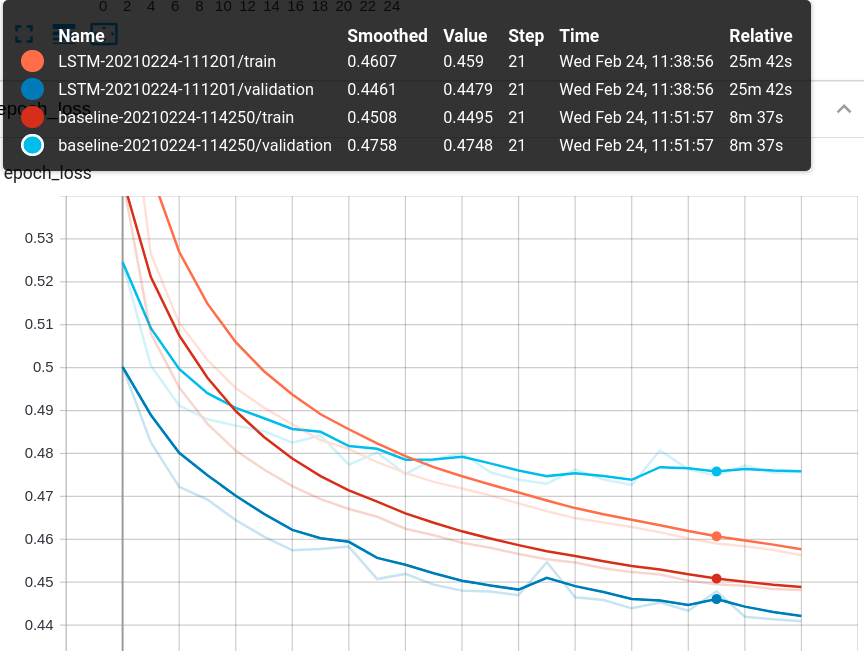 0 2 4 6 8 10 12 14 16 18 20 22 24
Name Smoothed Value Step Time Relative
LSTM-20210224-111201/train 0.4607 0.459 21 Wed Feb 24, 11:38:56 25m 42s
LSTM-20210224-111201/validation 0.4461 0.4479 21 Wed Feb 24, 11:38:56 25m 42s
epoch_loss
baseline-20210224-114250/train 0.4508 0.4495 21 Wed Feb 24, 11:51:57 8m 37s
baseline-20210224-114250/validation 0.4758 0.4748 21 Wed Feb 24, 11:51:57 8m 37s
epoch_loss
0.53
0.52
0.51
0.5
0.49
0.48
0.47
0.46
0.45
0.44